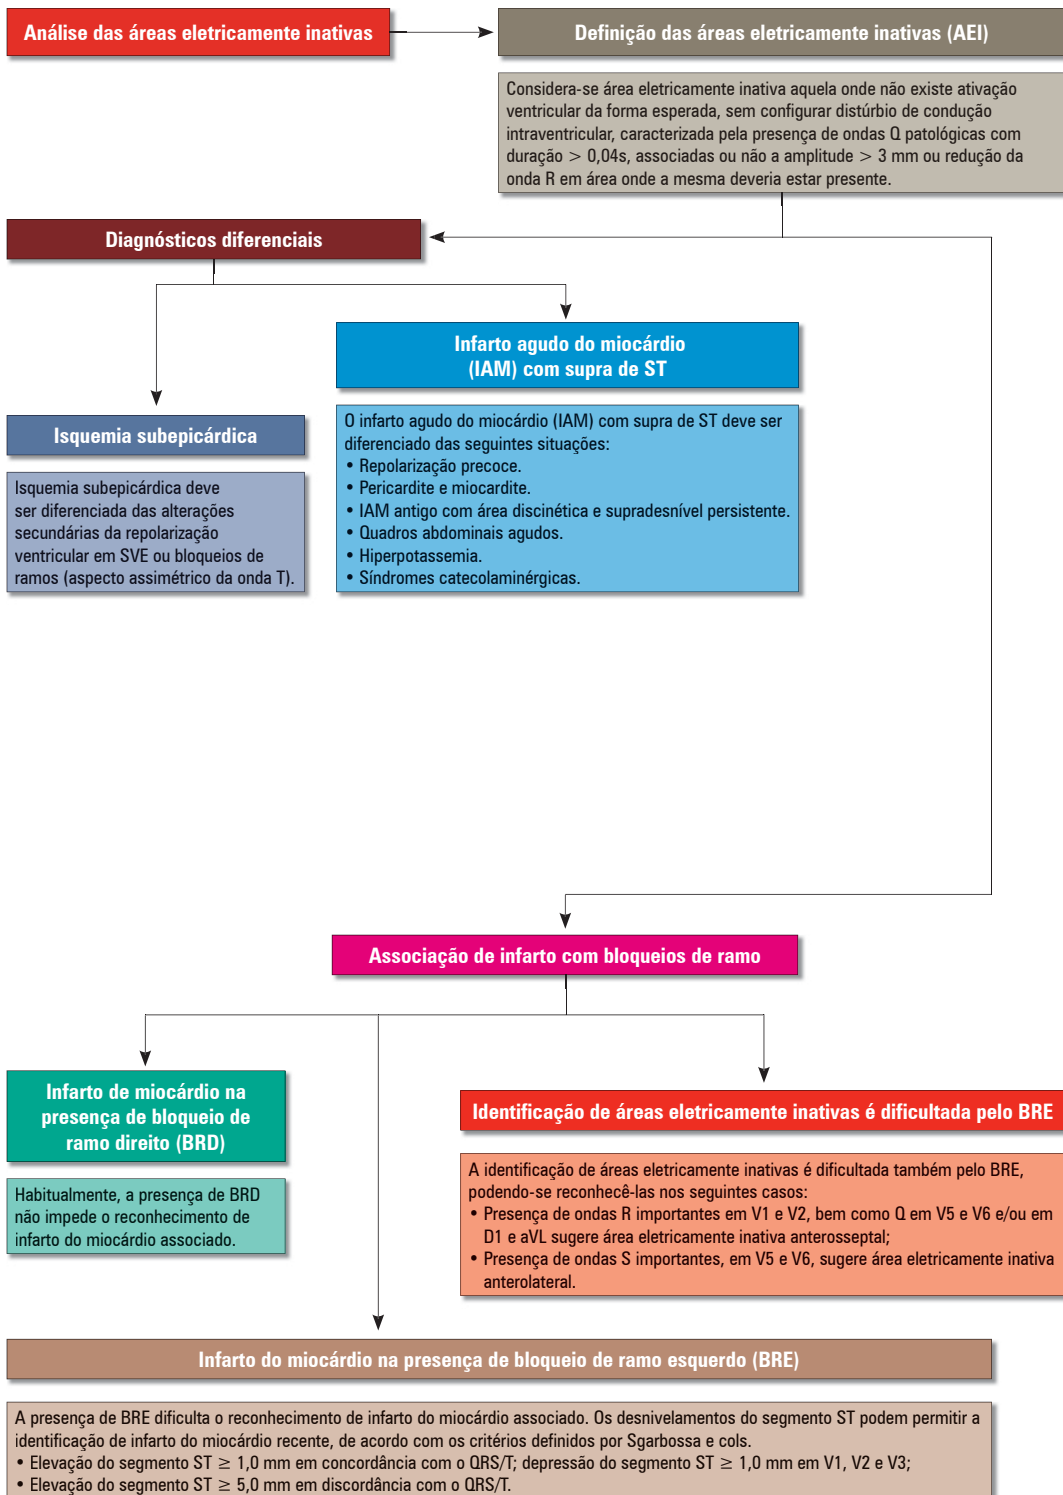 Análise das áreas eletricamente inativas
Definição das áreas eletricamente inativas (AEI)
Considera-se área eletricamente inativa aquela onde não existe ativação
ventricular da forma esperada, sem configurar distúrbio de condução
intraventricular, caracterizada pela presença de ondas Q patológicas com
duração > 0,04s, associadas ou não a amplitude > 3 mm ou redução da
onda R em área onde a mesma deveria estar presente.
Diagnósticos diferenciais
Infarto agudo do miocárdio
(IAM) com supra de ST
O infarto agudo do miocárdio (IAM) com supra de ST deve ser
diferenciado das seguintes situações:
• Repolarização precoce.
• Pericardite e miocardite.
• IAM antigo com área discinética e supradesnível persistente.
• Quadros abdominais agudos.
• Hiperpotassemia.
• Síndromes catecolaminérgicas.
Isquemia subepicárdica
Isquemia subepicárdica deve
ser diferenciada das alterações
secundárias da repolarização
ventricular em SVE ou bloqueios de
ramos (aspecto assimétrico da onda T).
Associação de infarto com bloqueios de ramo
Infarto de miocárdio na
presença de bloqueio de
ramo direito (BRD)
Habitualmente, a presença de BRD
não impede o reconhecimento de
infarto do miocárdio associado.
Identificação de áreas eletricamente inativas é dificultada pelo BRE
A identificação de áreas eletricamente inativas é dificultada também pelo BRE,
podendo-se reconhecê-las nos seguintes casos:
• Presença de ondas R importantes em V1 e V2, bem como Q em V5 e V6 e/ou em
D1 e aVL sugere área eletricamente inativa anterosseptal;
• Presença de ondas S importantes, em V5 e V6, sugere área eletricamente inativa
anterolateral.
Infarto do miocárdio na presença de bloqueio de ramo esquerdo (BRE)
A presença de BRE dificulta o reconhecimento de infarto do miocárdio associado. Os desnivelamentos do segmento ST podem permitir a
identificação de infarto do miocárdio recente, de acordo com os critérios definidos por Sgarbossa e cols.
• Elevação do segmento ST ≥ 1,0 mm em concordância com o QRS/T; depressão do segmento ST ≥ 1,0 mm em V1, V2 e V3;
• Elevação do segmento ST ≥ 5,0 mm em discordância com o QRS/T.